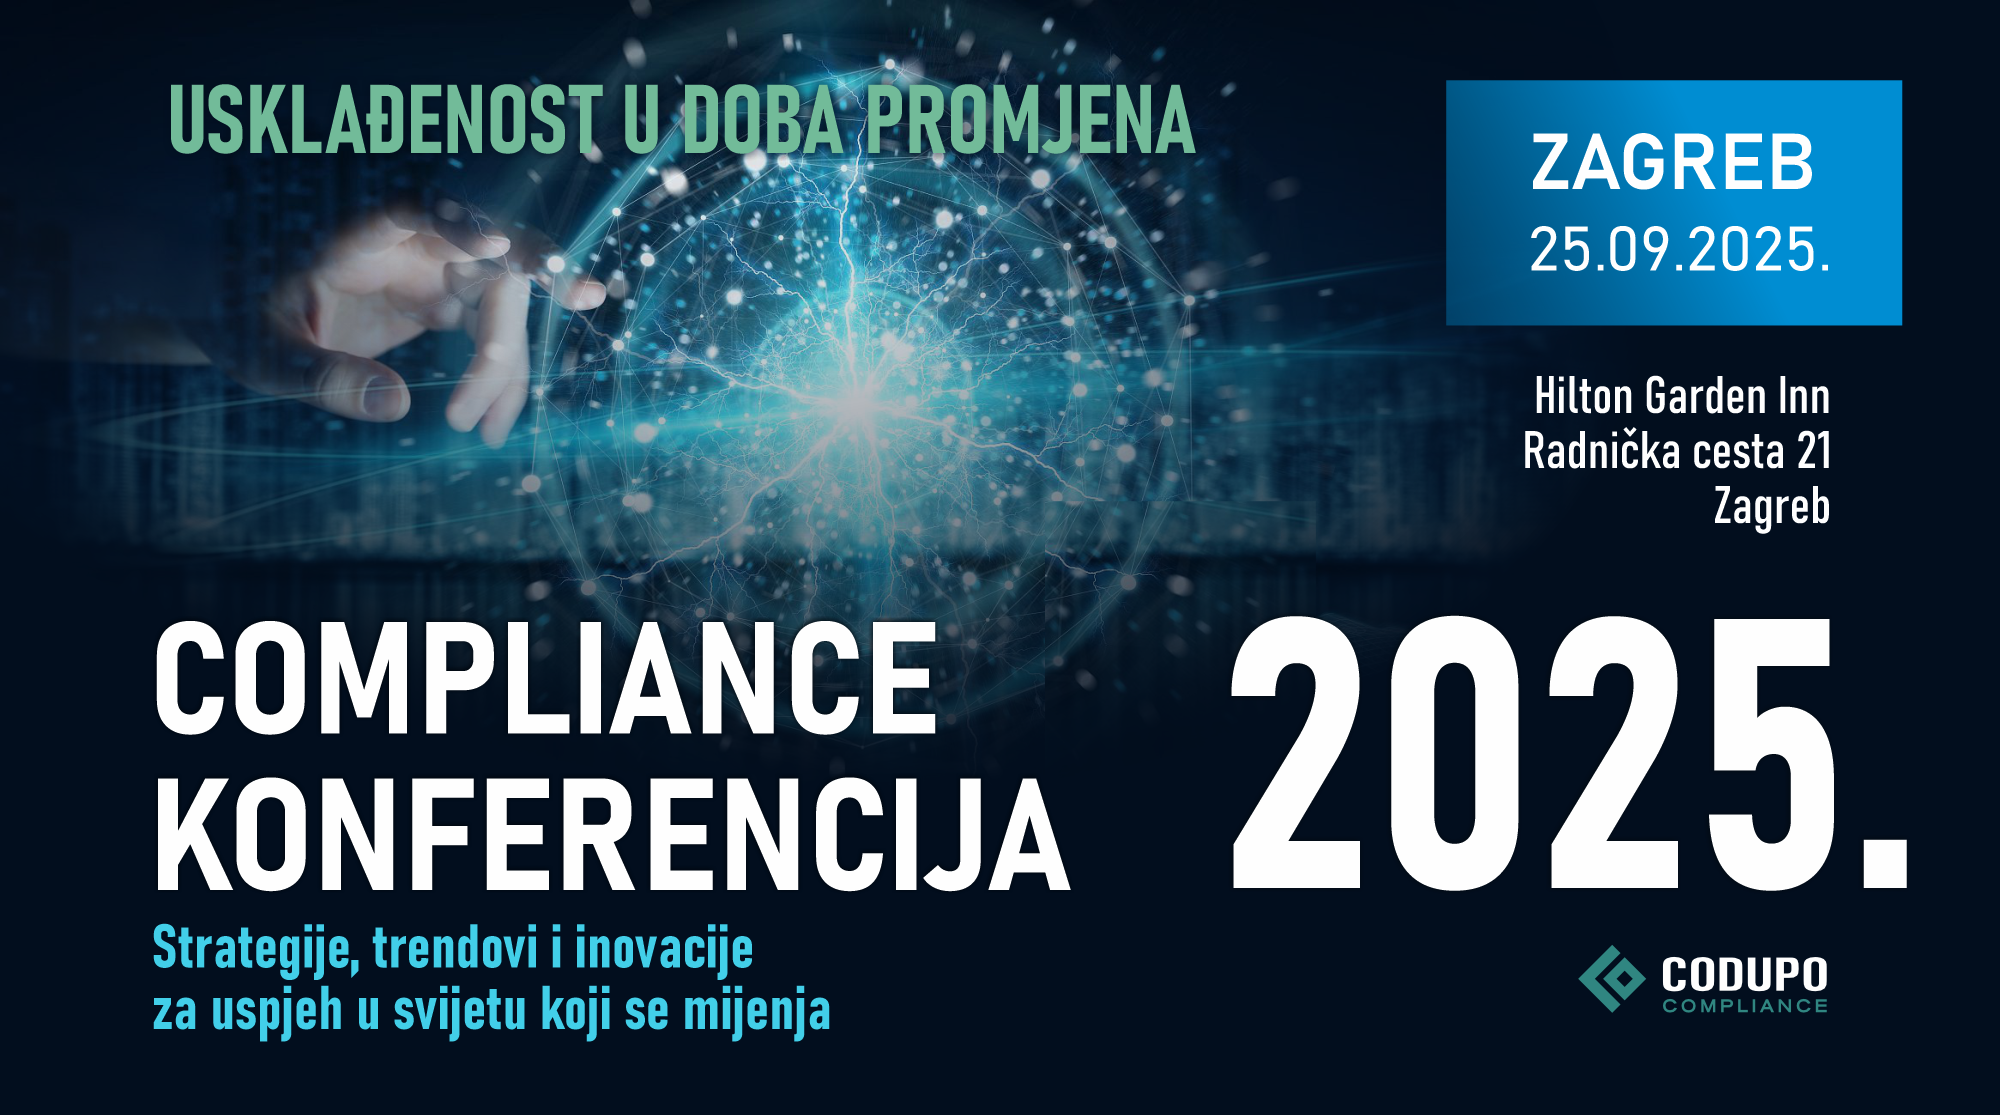 USKLAĐENOST U DOBA PROMJENA
ZAGREB
25.09.2025.
Hilton Garden Inn
Radnička cesta 21
Zagreb
COMPLIANCE
KONFERENCIJA
2025.
Strategije, trendovi i inovacije
za uspjeh u svijetu koji se mijenja
CODUPO
COMPLIANCE